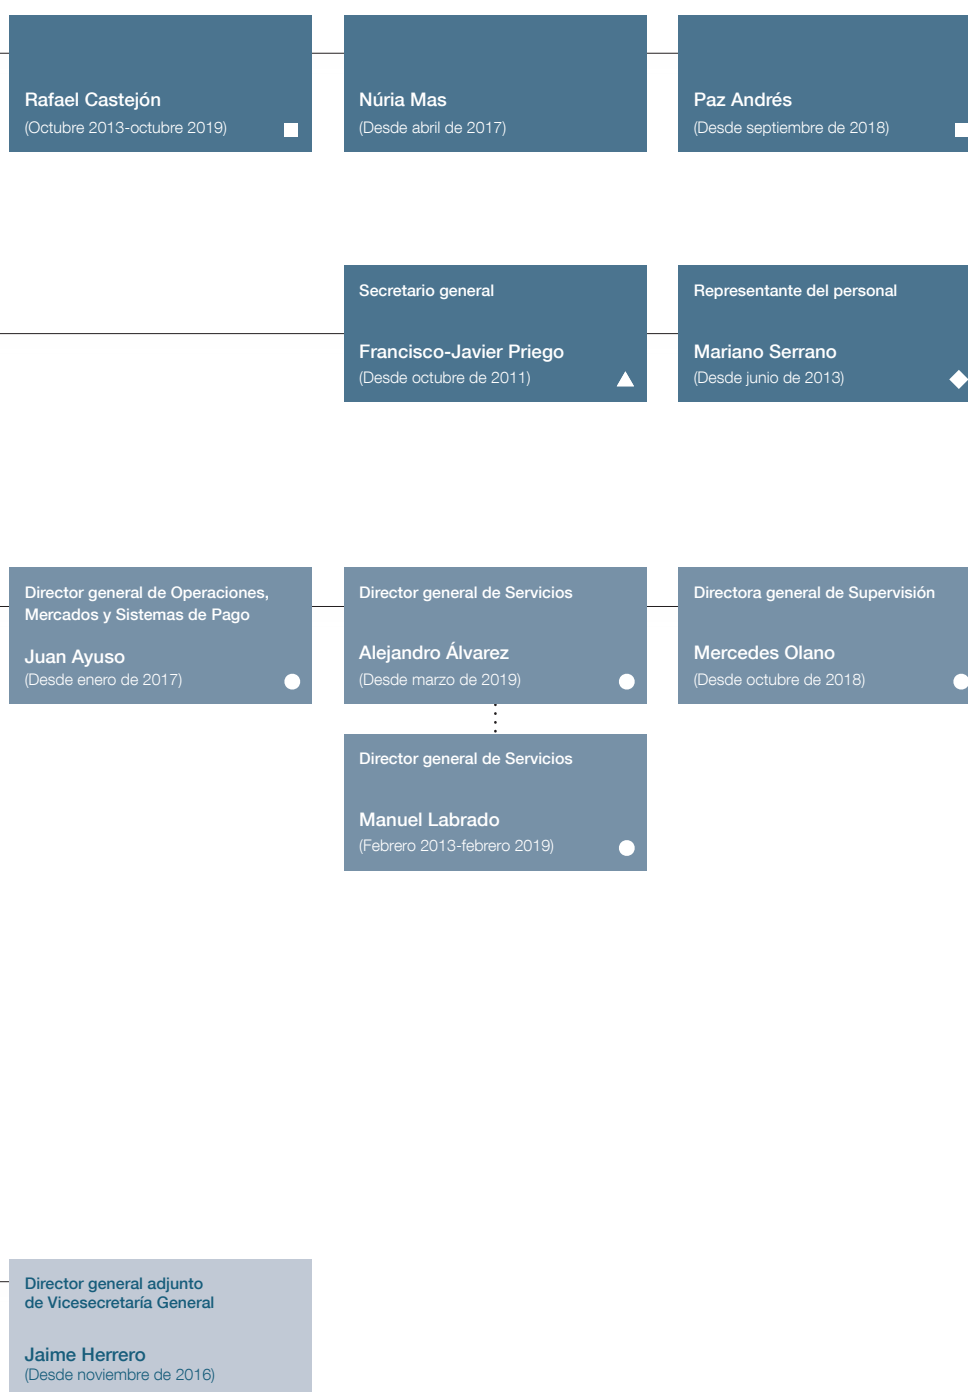 Rafael Castejón
(Octubre 2013-octubre 2019)
Núria Mas
(Desde abril de 2017)
Paz Andrés
(Desde septiembre de 2018)
Secretario general
Francisco-Javier Priego
(Desde octubre de 2011)
Representante del personal
Mariano Serrano
(Desde junio de 2013)
Director general de Operaciones,
Mercados y Sistemas de Pago
Juan Ayuso
(Desde enero de 2017)
Director general de Servicios
Alejandro Álvarez
(Desde marzo de 2019)
Directora general de Supervisión
Mercedes Olano
(Desde octubre de 2018)
Director general de Servicios
Manuel Labrado
(Febrero 2013-febrero 2019)
Director general adjunto
de Vicesecretaría General
Jaime Herrero
(Desde noviembre de 2016)